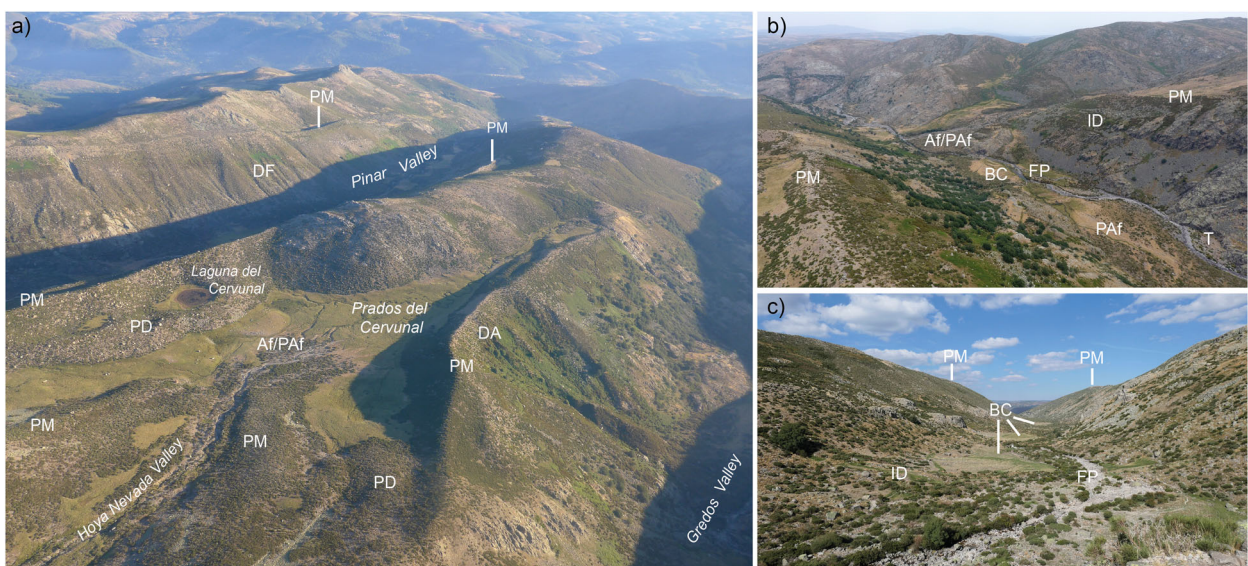 a)
PM
PM
DF
Pinar Valley
Laguna del
Cervunal
PM
PD
Prados del
Cervunal
DA
Af/PAf
PM
PM
PM
PD
Hoya Nevada Valley
Gredos Valley
b)
PM
ID
Af/PAf
PM
BC
FP
PAf
T
c)
PM
PM
BC
ID
FP